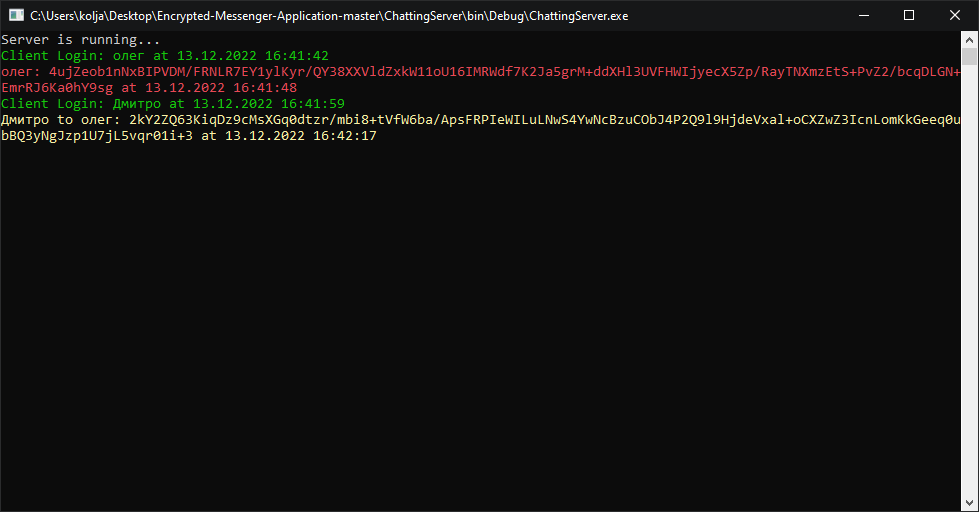 C:\Users\kolja\Desktop\Encrypted-Messenger-Application-master\ChattingServer\bin\Debug\ChattingServer.exe
Server is running...
Client Login: олег at 13.12.2022 16:41:42
олег: 4ujZeob1nNxBIPVDM/FRNLR7EY1ylKyr/QY38XXVldZxkW11oU16IMRWdf7K2Ja5grM+ddXHl3UVFHWIjyecX5Zp/RayTNXmzEtS+PvZ2/bcqDLGN+
EmrRJ6Ka0hY9sg at 13.12.2022 16:41:48
Client Login: Дмитро at 13.12.2022 16:41:59
Дмитро to олег: 2kY2ZQ63KiqDz9cMsXGq0dtzr/mbi8+tVfW6ba/ApsFRPIeWILuLNwS4YwNcBzuCObJ4P2Q9l9HjdeVxal+oCXZwZ3IcnLomKkGeeq0u
bBQ3yNgJzp1U7jL5vqr01i+3 at 13.12.2022 16:42:17